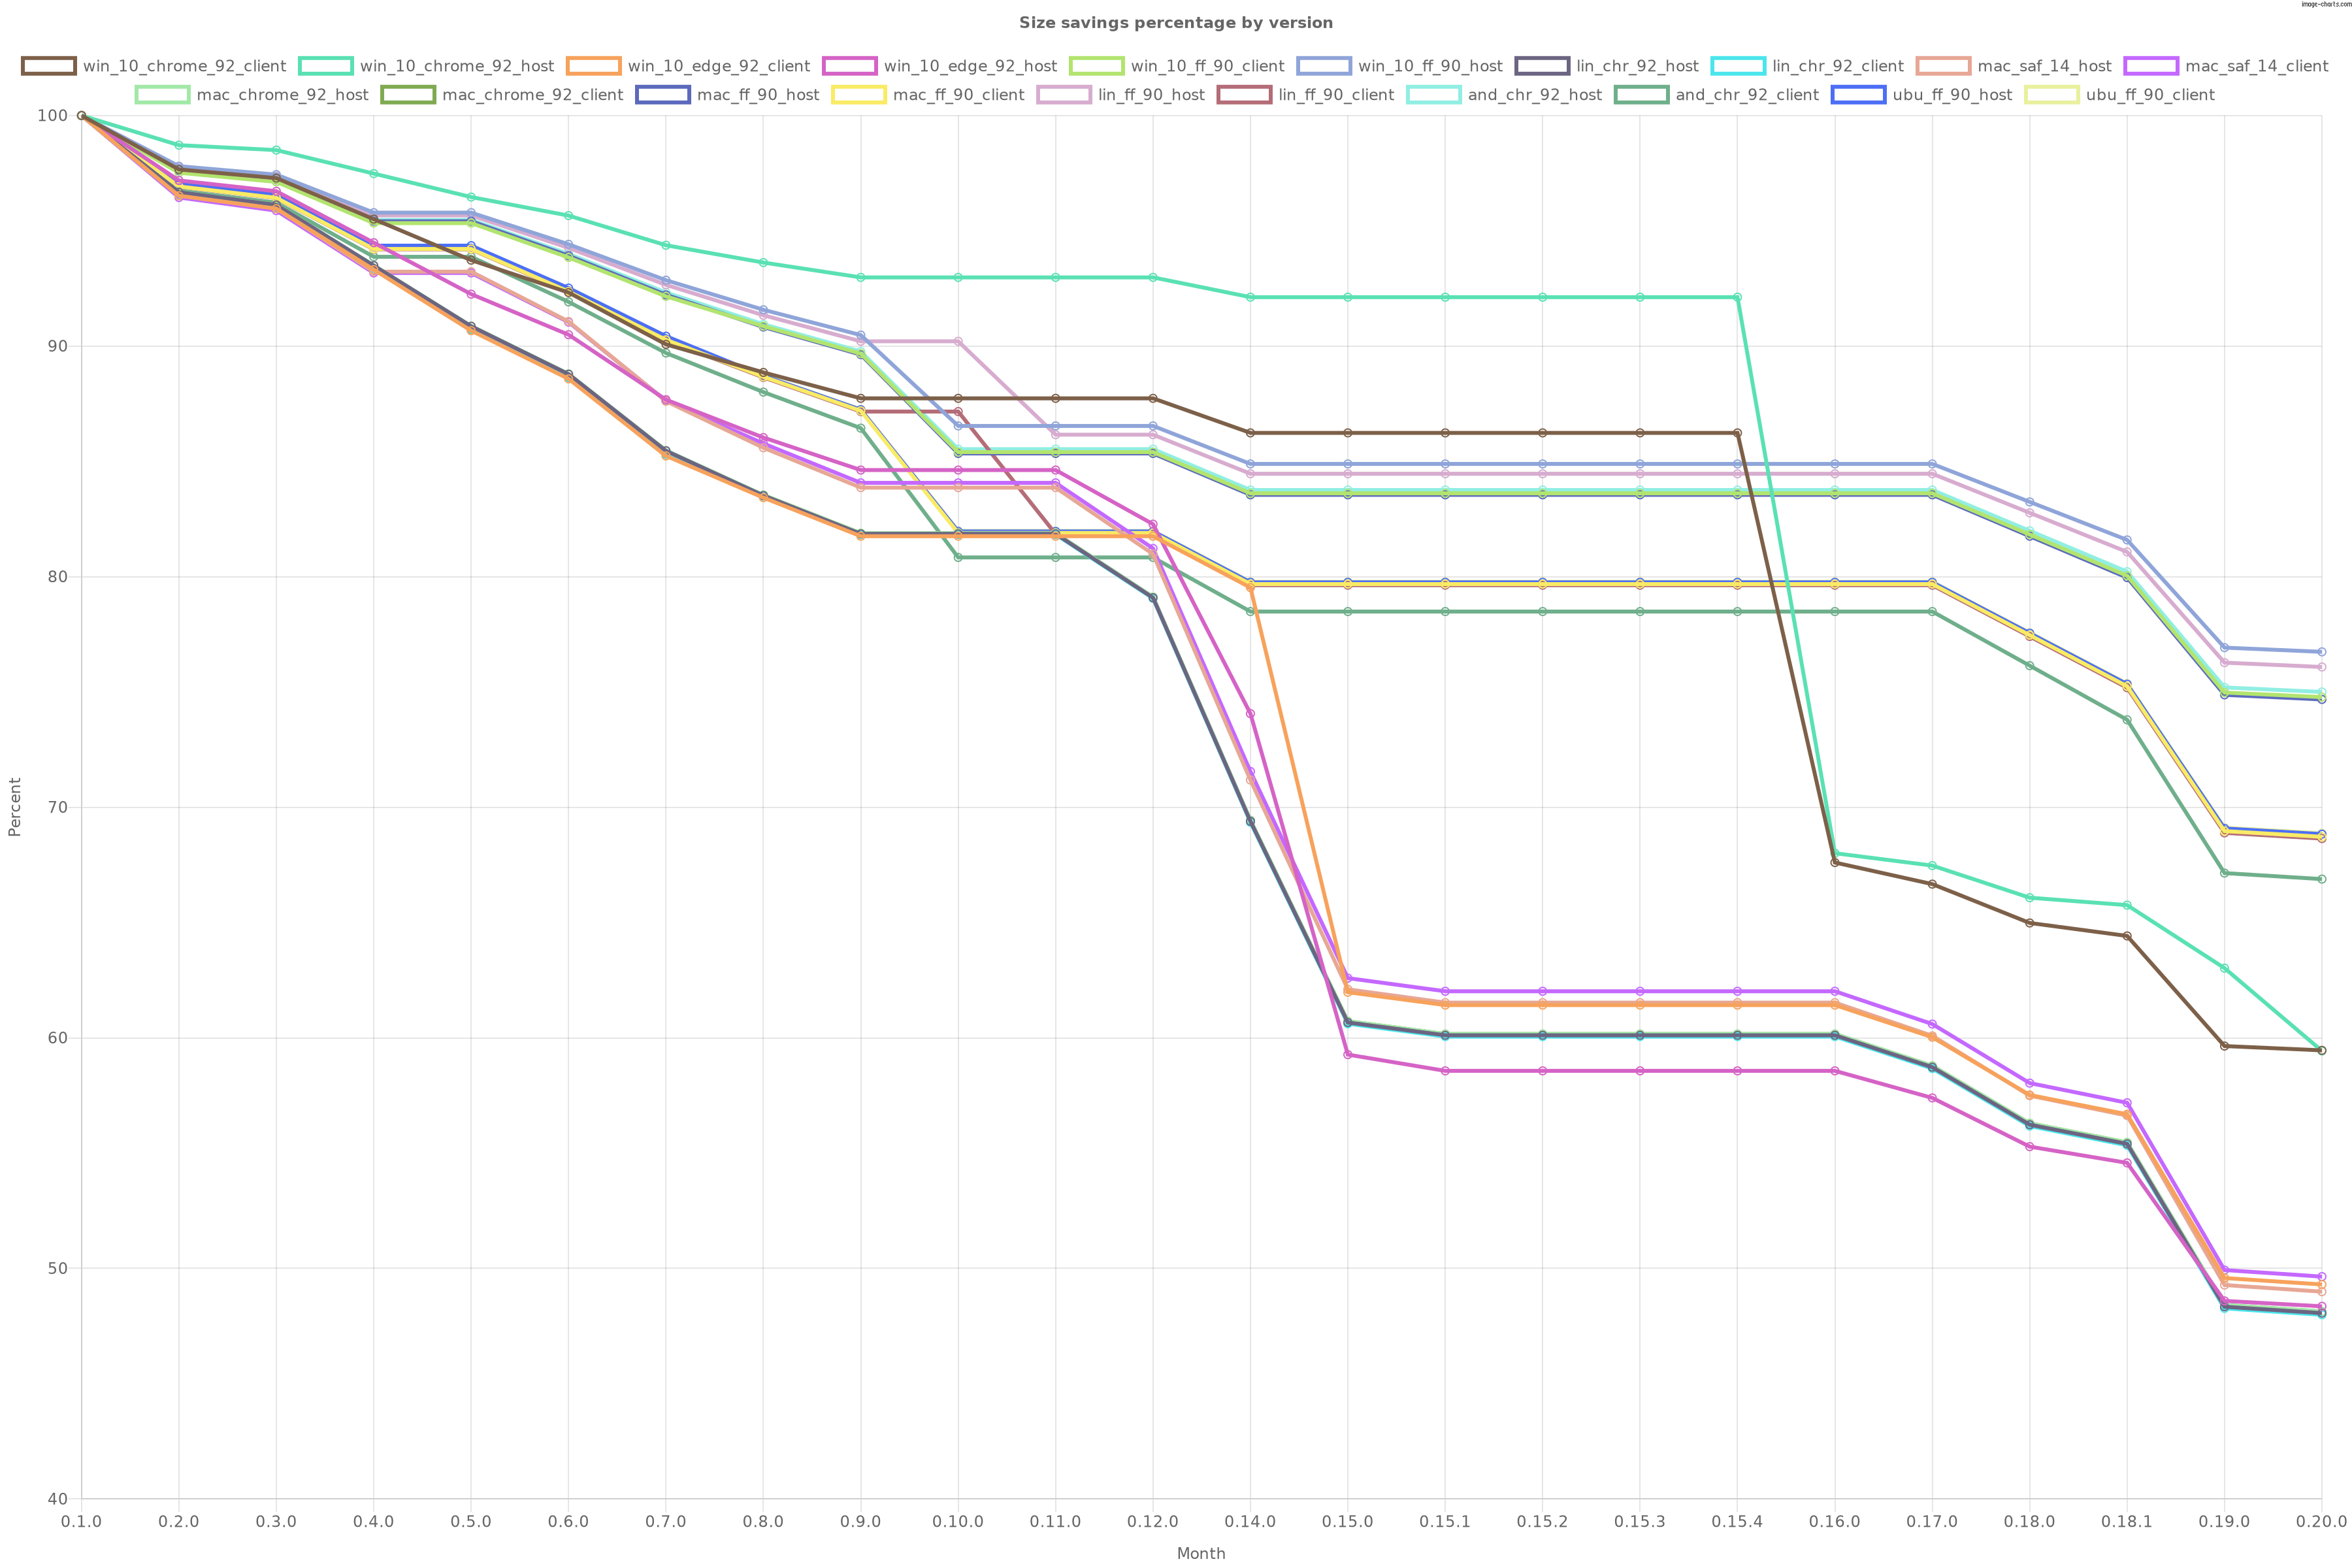 image-charts.com
Size savings percentage by version
win_10_chrome_92_client win_10_chrome_92_host win_10_edge_92_client win_10_edge_92_host win_10_ff_90_client win_10_ff_90_host lin_chr_92_host lin_chr_92_client mac_saf_14_host mac_saf_14_client
mac_chrome_92_host mac_chrome_92_client mac_ff_90_host mac_ff_90_client lin_ff_90_host lin_ff_90_client and_chr_92_host and_chr_92_client ubu_ff_90_host ubu_ff_90_client
100
90
80
70
60
50
40
Percent
0.1.0 0.2.0 0.3.0 0.4.0 0.5.0 0.6.0 0.7.0 0.8.0 0.9.0 0.10.0 0.11.0 0.12.0 0.14.0 0.15.0 0.15.1 0.15.2 0.15.3 0.15.4 0.16.0 0.17.0 0.18.0 0.18.1 0.19.0 0.20.0
Month